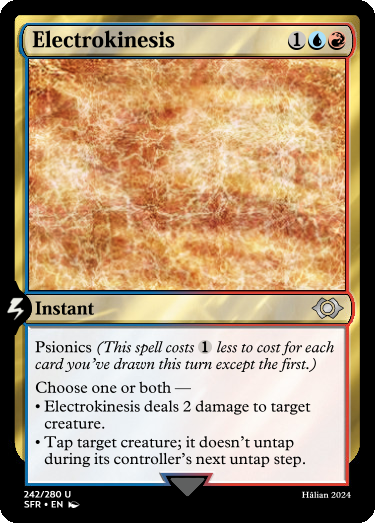 Electrokinesis 1
Instant
Psionics (This spell costs 1 less to cost for each
card you've drawn this turn except the first.)
Choose one or both —
• Electrokinesis deals 2 damage to target
creature.
• Tap target creature; it doesn't untap
during its controller's next untap step.
242/280 U
SFR • EN Hålian 2024